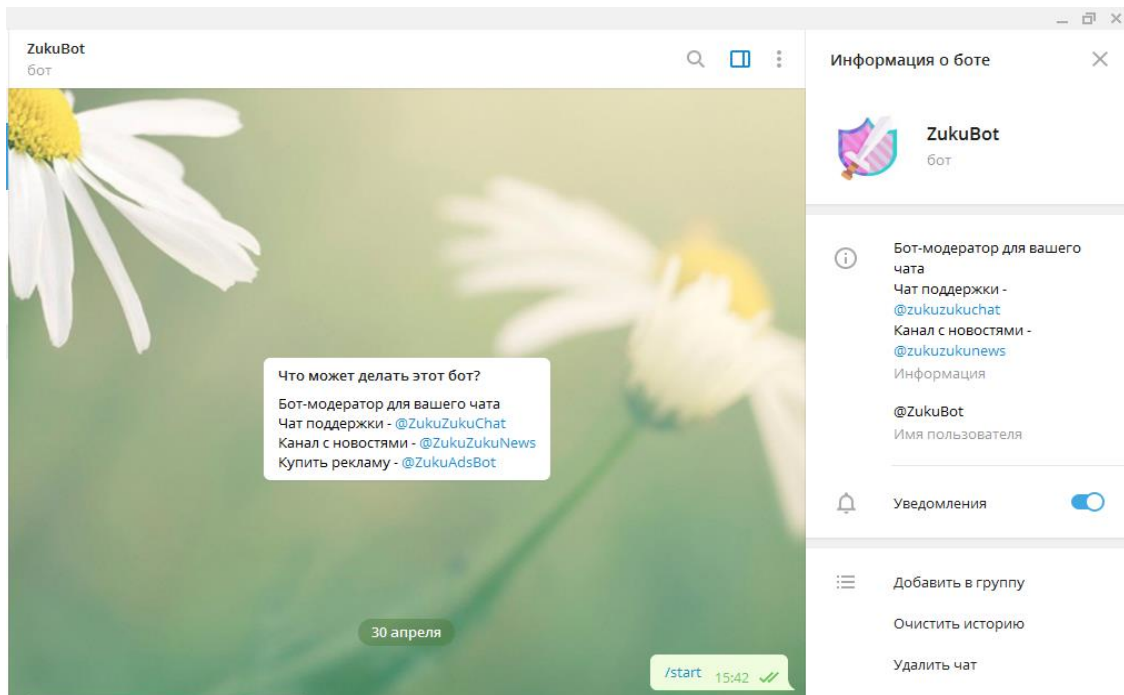 ZukuBot
бот
Что может делать этот бот?
Бот-модератор для вашего чата
Чат поддержки - @ZukuZukuChat
Канал с новостями - @ZukuZukuNews
Купить рекламу - @ZukuAdsBot
30 апреля
/start 15:42
Информация о боте
ZukuBot
бот
Бот-модератор для вашего
чата
Чат поддержки -
@zukuzukuchat
Канал с новостями -
@zukuzukunews
Информация
@ZukuBot
Имя пользователя
Уведомления
Добавить в группу
Очистить историю
Удалить чат